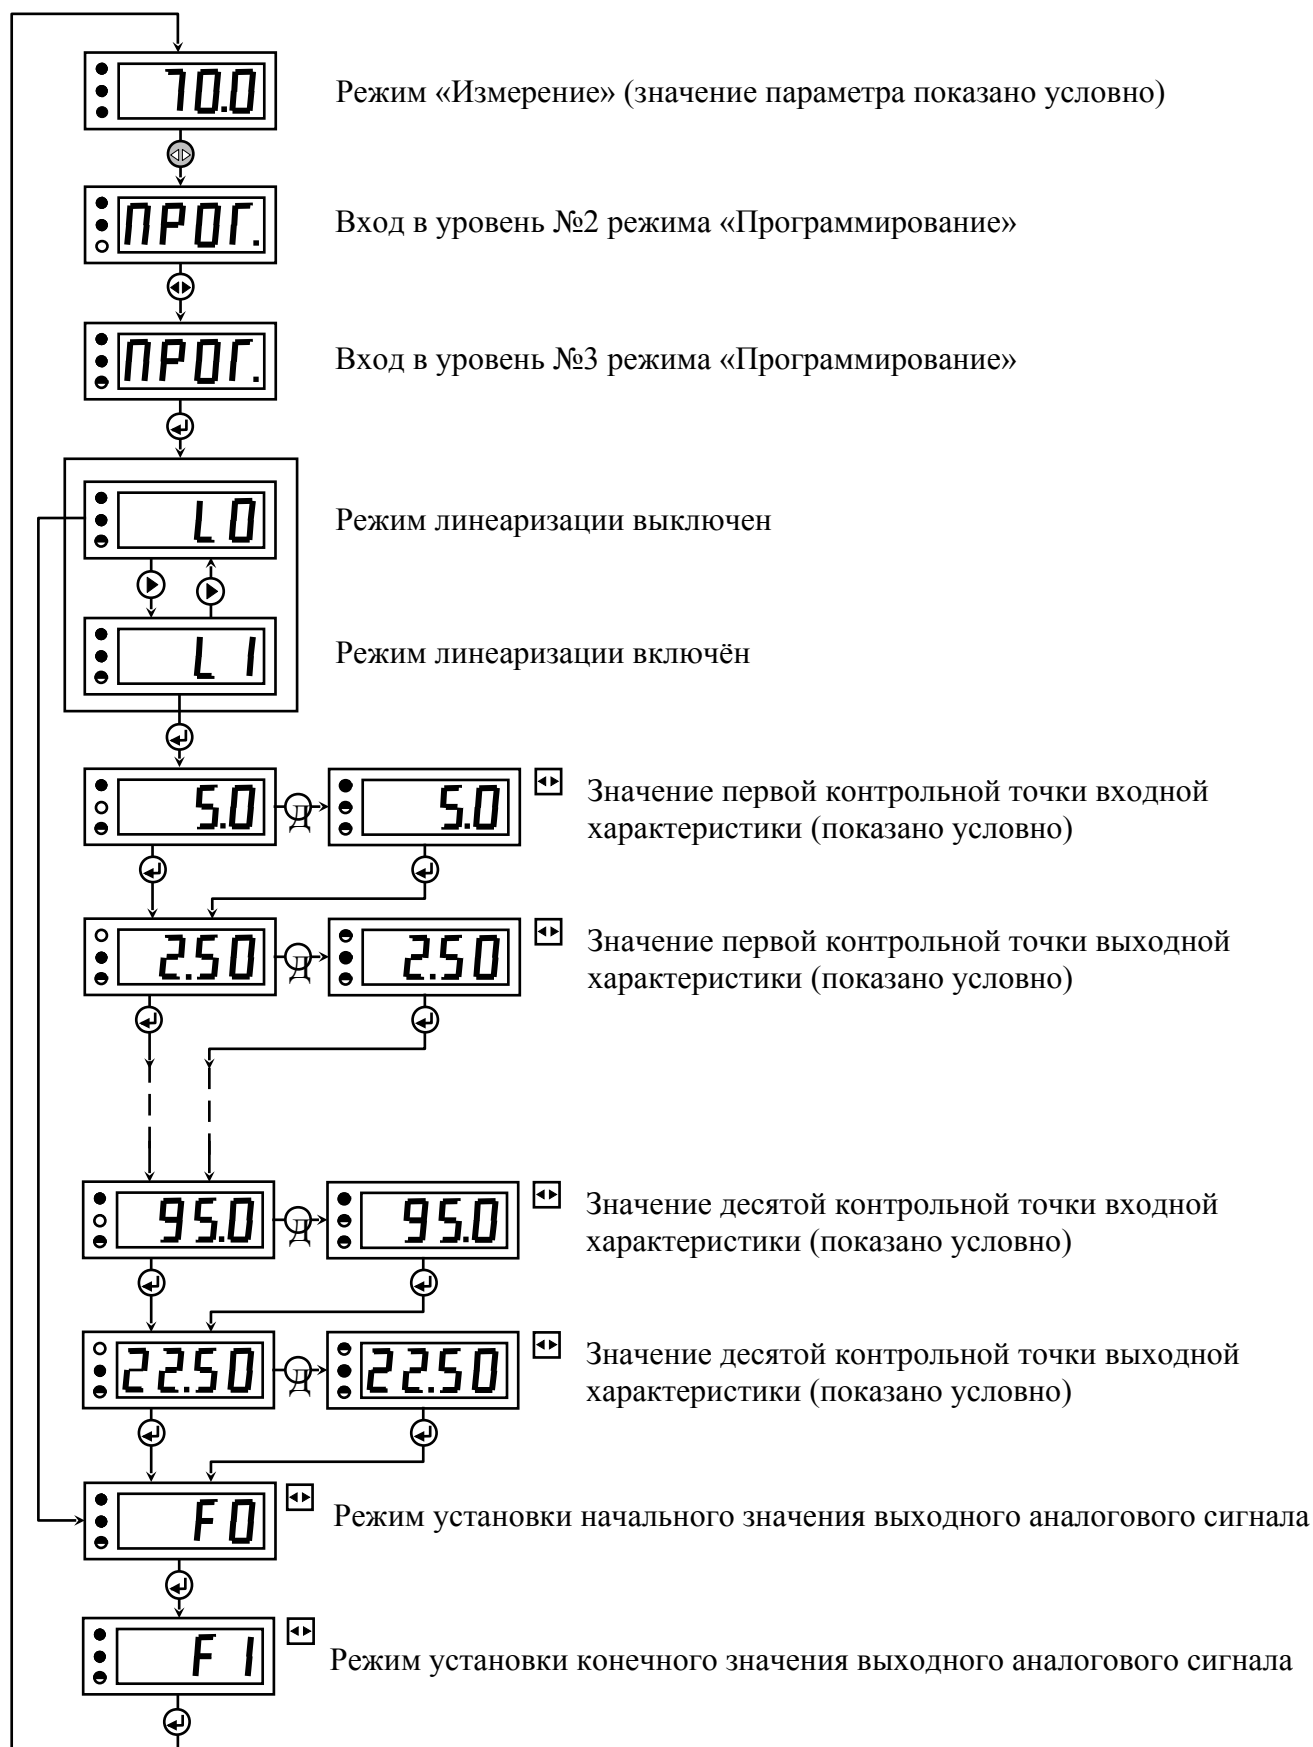 70.0
Режим «Измерение» (значение параметра показано условно)
ПРОГ.
Вход в уровень №2 режима «Программирование»
ПРОГ.
Вход в уровень №3 режима «Программирование»
L0
Режим линеаризации выключен
L1
Режим линеаризации включён
5.0
Д
5.0
Значение первой контрольной точки входной
характеристики (показано условно)
2.50
Д
2.50
Значение первой контрольной точки выходной
характеристики (показано условно)
95.0
Д
95.0
Значение десятой контрольной точки входной
характеристики (показано условно)
22.50
Д
22.50
Значение десятой контрольной точки выходной
характеристики (показано условно)
F0
Режим установки начального значения выходного аналогового сигнала
F1
Режим установки конечного значения выходного аналогового сигнала